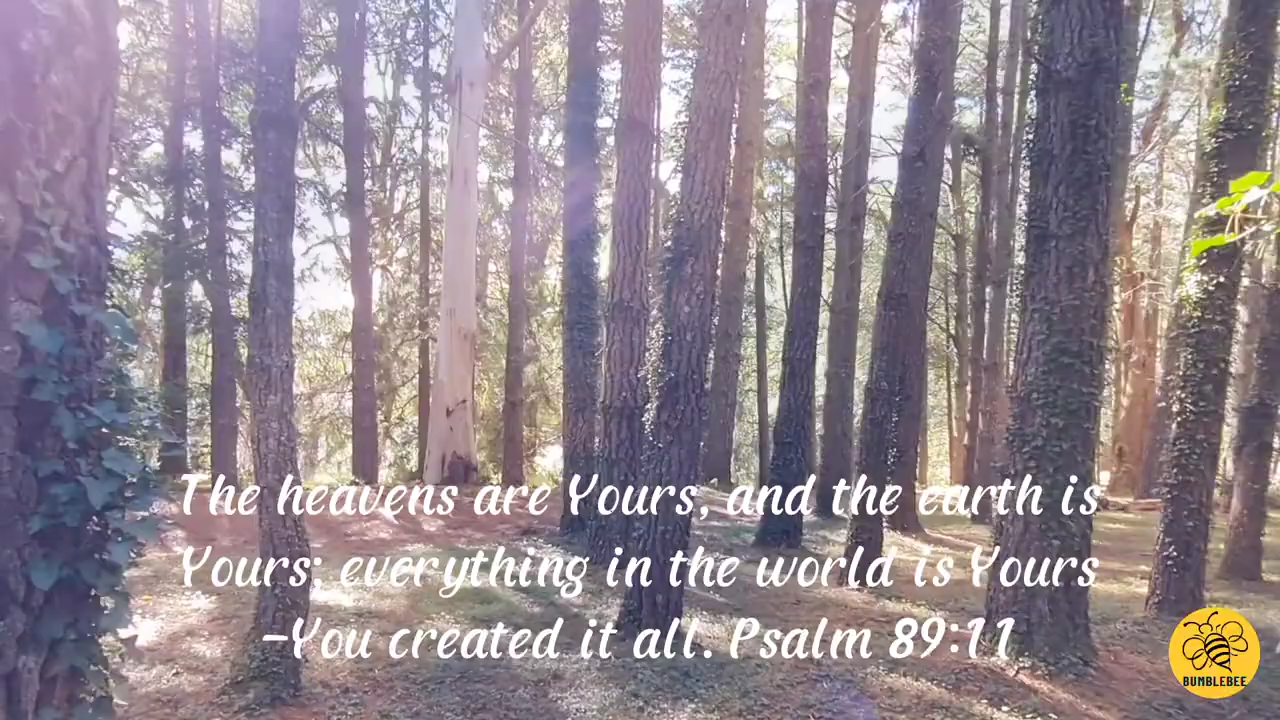 The heavens are Yours, and the earth is
Yours; everything in the world is Yours
-You created it all. Psalm 89:11
BUMBLEBEE